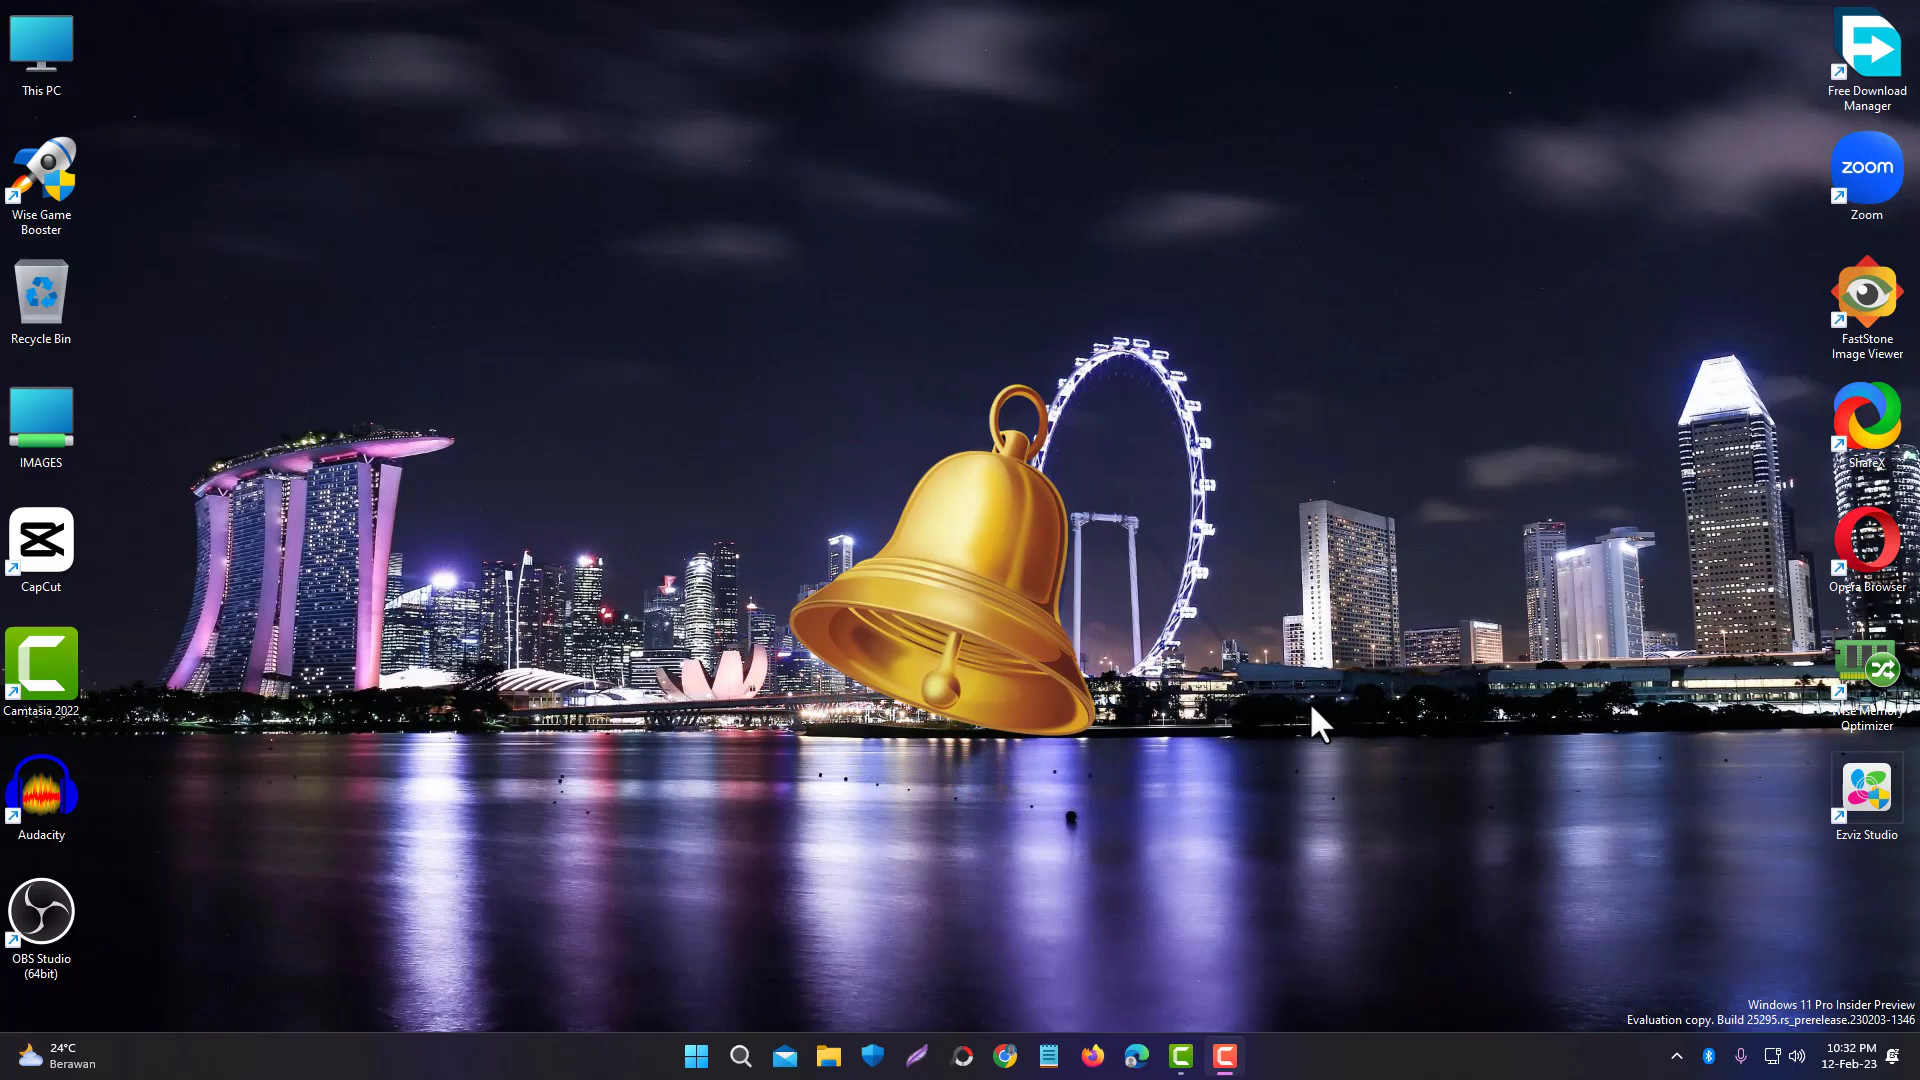 This PC
Wise Game
Booster
Recycle Bin
IMAGES
CapCut
Camtasia 2022
Audacity
OBS Studio
(64bit)
Free Download
Manager
zoom
Zoom
FastStone
Image Viewer
ShareX
Opera Browser
Wise Memory
Optimizer
Ezviz Studio
Windows 11 Pro Insider Preview
Evaluation copy. Build 25295.rs_prerelease.230203-1346
24°C
Berawan
10:32 PM
12-Feb-23